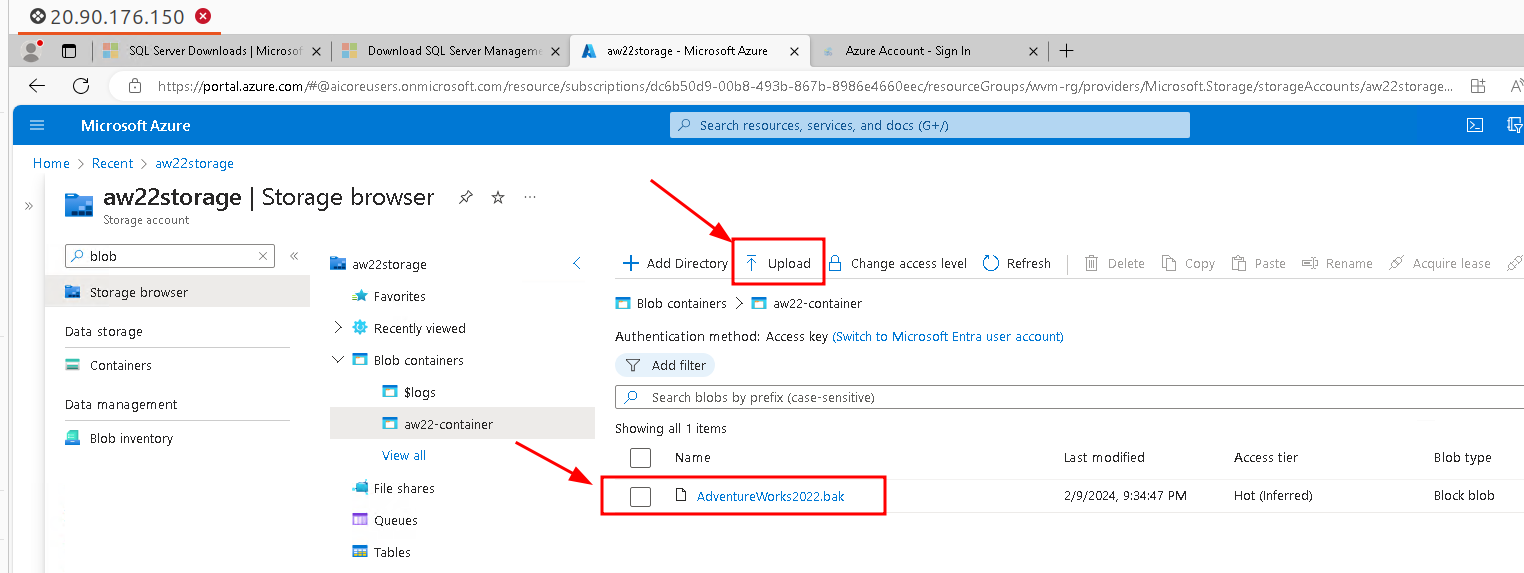 20.90.176.150
SQL Server Downloads | Microsof
Download SQL Server Manageme
aw22storage - Microsoft Azure
Azure Account - Sign In
https://portal.azure.com/#@aicoreusers.onmicrosoft.com/resource/subscriptions/dc6b50d9-00b8-493b-867b-8986e4660eec/resourceGroups/wvm-rg/providers/Microsoft.Storage/storageAccounts/aw22storage...
Microsoft Azure
Search resources, services, and docs (G+/)
Home > Recent > aw22storage
aw22storage | Storage browser
Storage account
blob
Storage browser
Data storage
Containers
Data management
Blob inventory
aw22storage
Favorites
Recently viewed
Blob containers
$logs
aw22-container
View all
File shares
Queues
Tables
Add Directory Upload Change access level Refresh Delete Copy Paste Rename Acquire lease
Blob containers > aw22-container
Authentication method: Access key (Switch to Microsoft Entra user account)
Add filter
Search blobs by prefix (case-sensitive)
Showing all 1 items
Name Last modified Access tier Blob type
AdventureWorks2022.bak 2/9/2024, 9:34:47 PM Hot (Inferred) Block blob